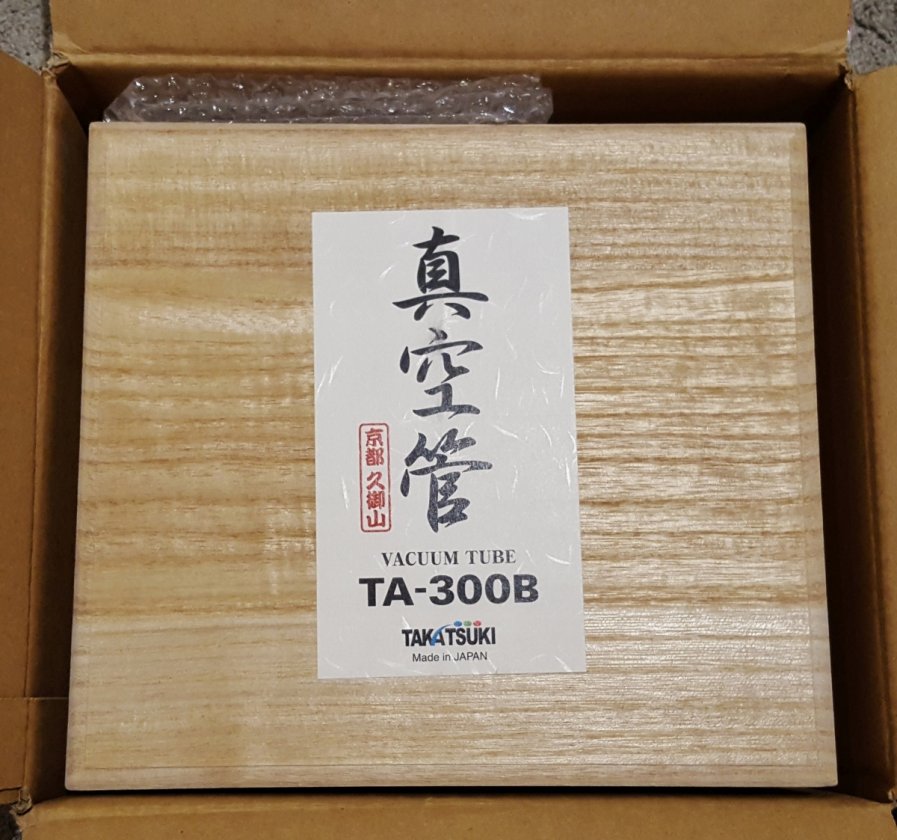 真空管
京都久御山
VACUUM TUBE
TA-300B
TAKATSUKI
Made in JAPAN